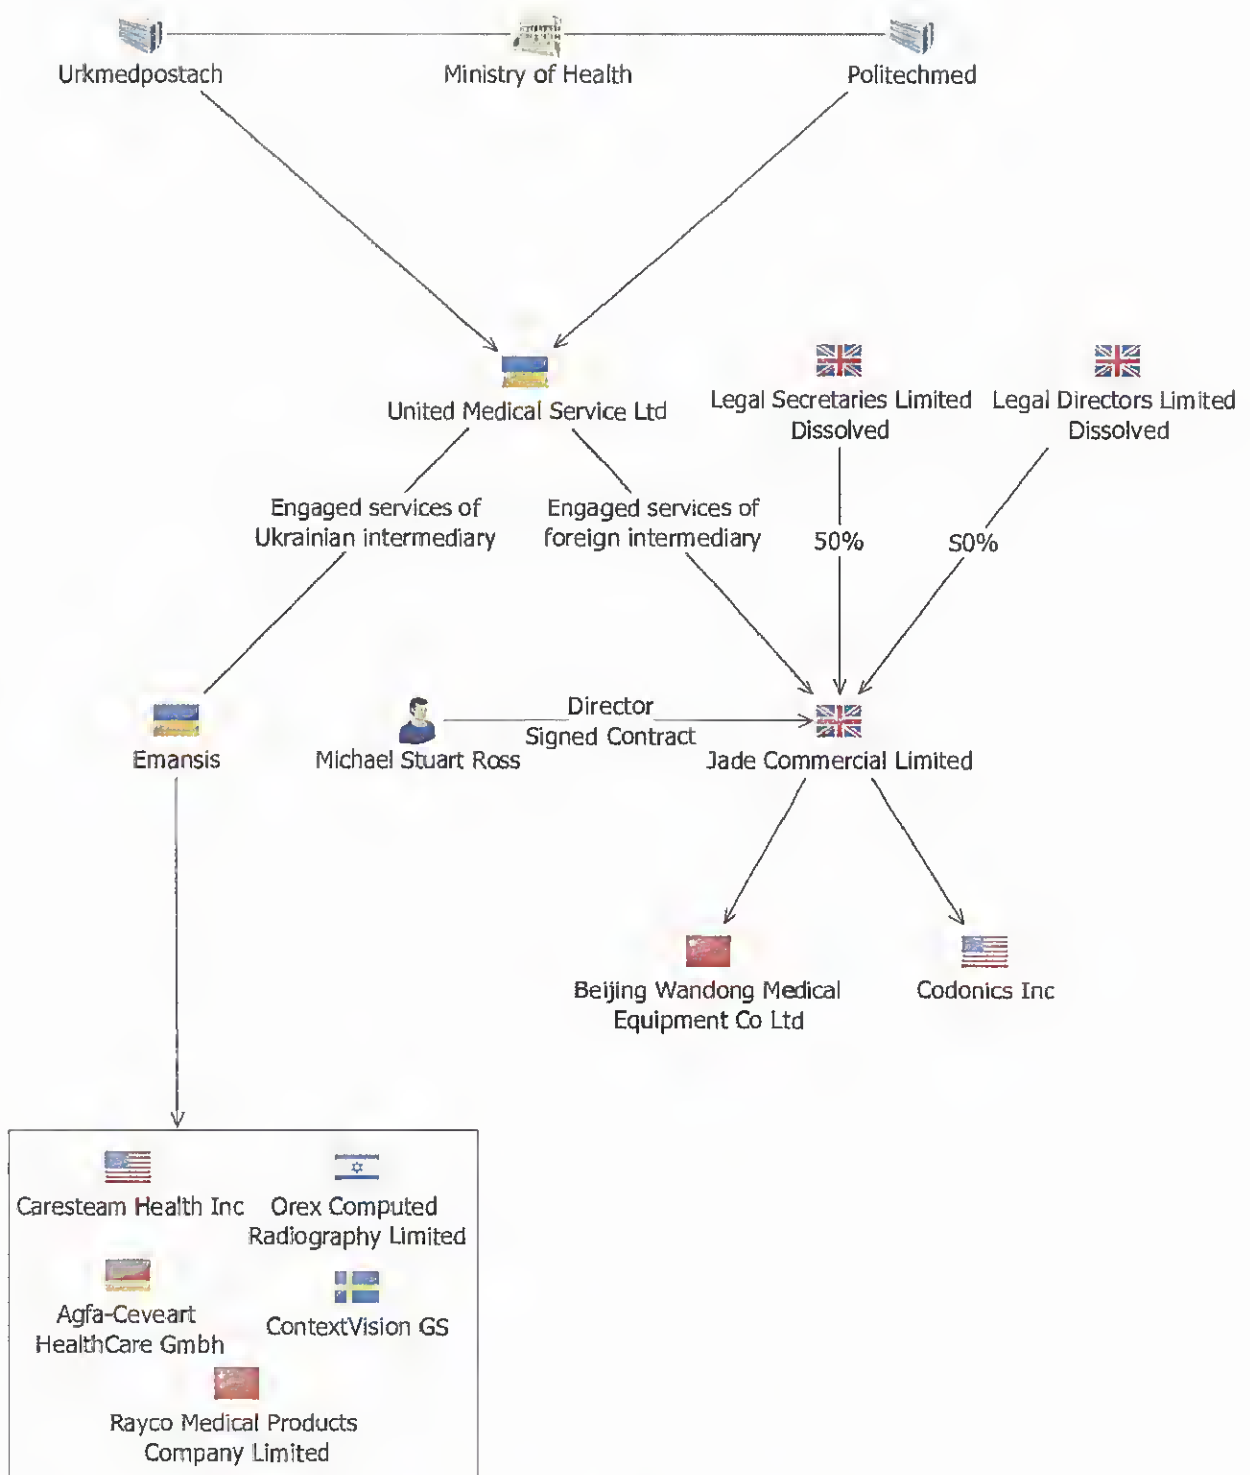 Urkmedpostach
Ministry of Health
Politechmed
United Medical Service Ltd
Legal Secretaries Limited
Dissolved
Legal Directors Limited
Dissolved
Engaged services of
Ukrainian intermediary
Engaged services of
foreign intermediary
50%
S0%
Emansis
Michael Stuart Ross
Director
Signed Contract
Jade Commercial Limited
Beijing Wandong Medical
Equipment Co Ltd
Codonics Inc
Caresteam Health Inc
Orex Computed
Radiography Limited
Agfa-Ceveart
HealthCare Gmbh
ContextVision GS
Rayco Medical Products
Company Limited